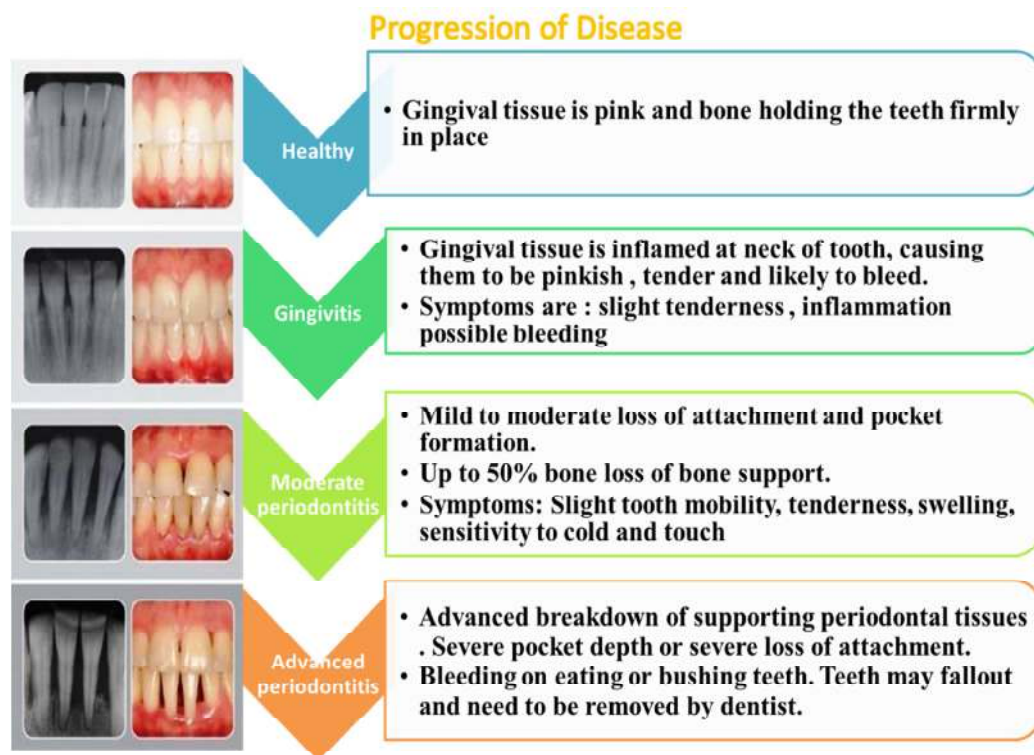 Progression of Disease
Healthy
• Gingival tissue is pink and bone holding the teeth firmly
in place
Gingivitis
• Gingival tissue is inflamed at neck of tooth, causing
them to be pinkish , tender and likely to bleed.
• Symptoms are : slight tenderness , inflammation
possible bleeding
Moderate
periodontitis
• Mild to moderate loss of attachment and pocket
formation.
• Up to 50% bone loss of bone support.
• Symptoms: Slight tooth mobility, tenderness, swelling,
sensitivity to cold and touch
Advanced
periodontitis
• Advanced breakdown of supporting periodontal tissues
. Severe pocket depth or severe loss of attachment.
• Bleeding on eating or bushing teeth. Teeth may fallout
and need to be removed by dentist.